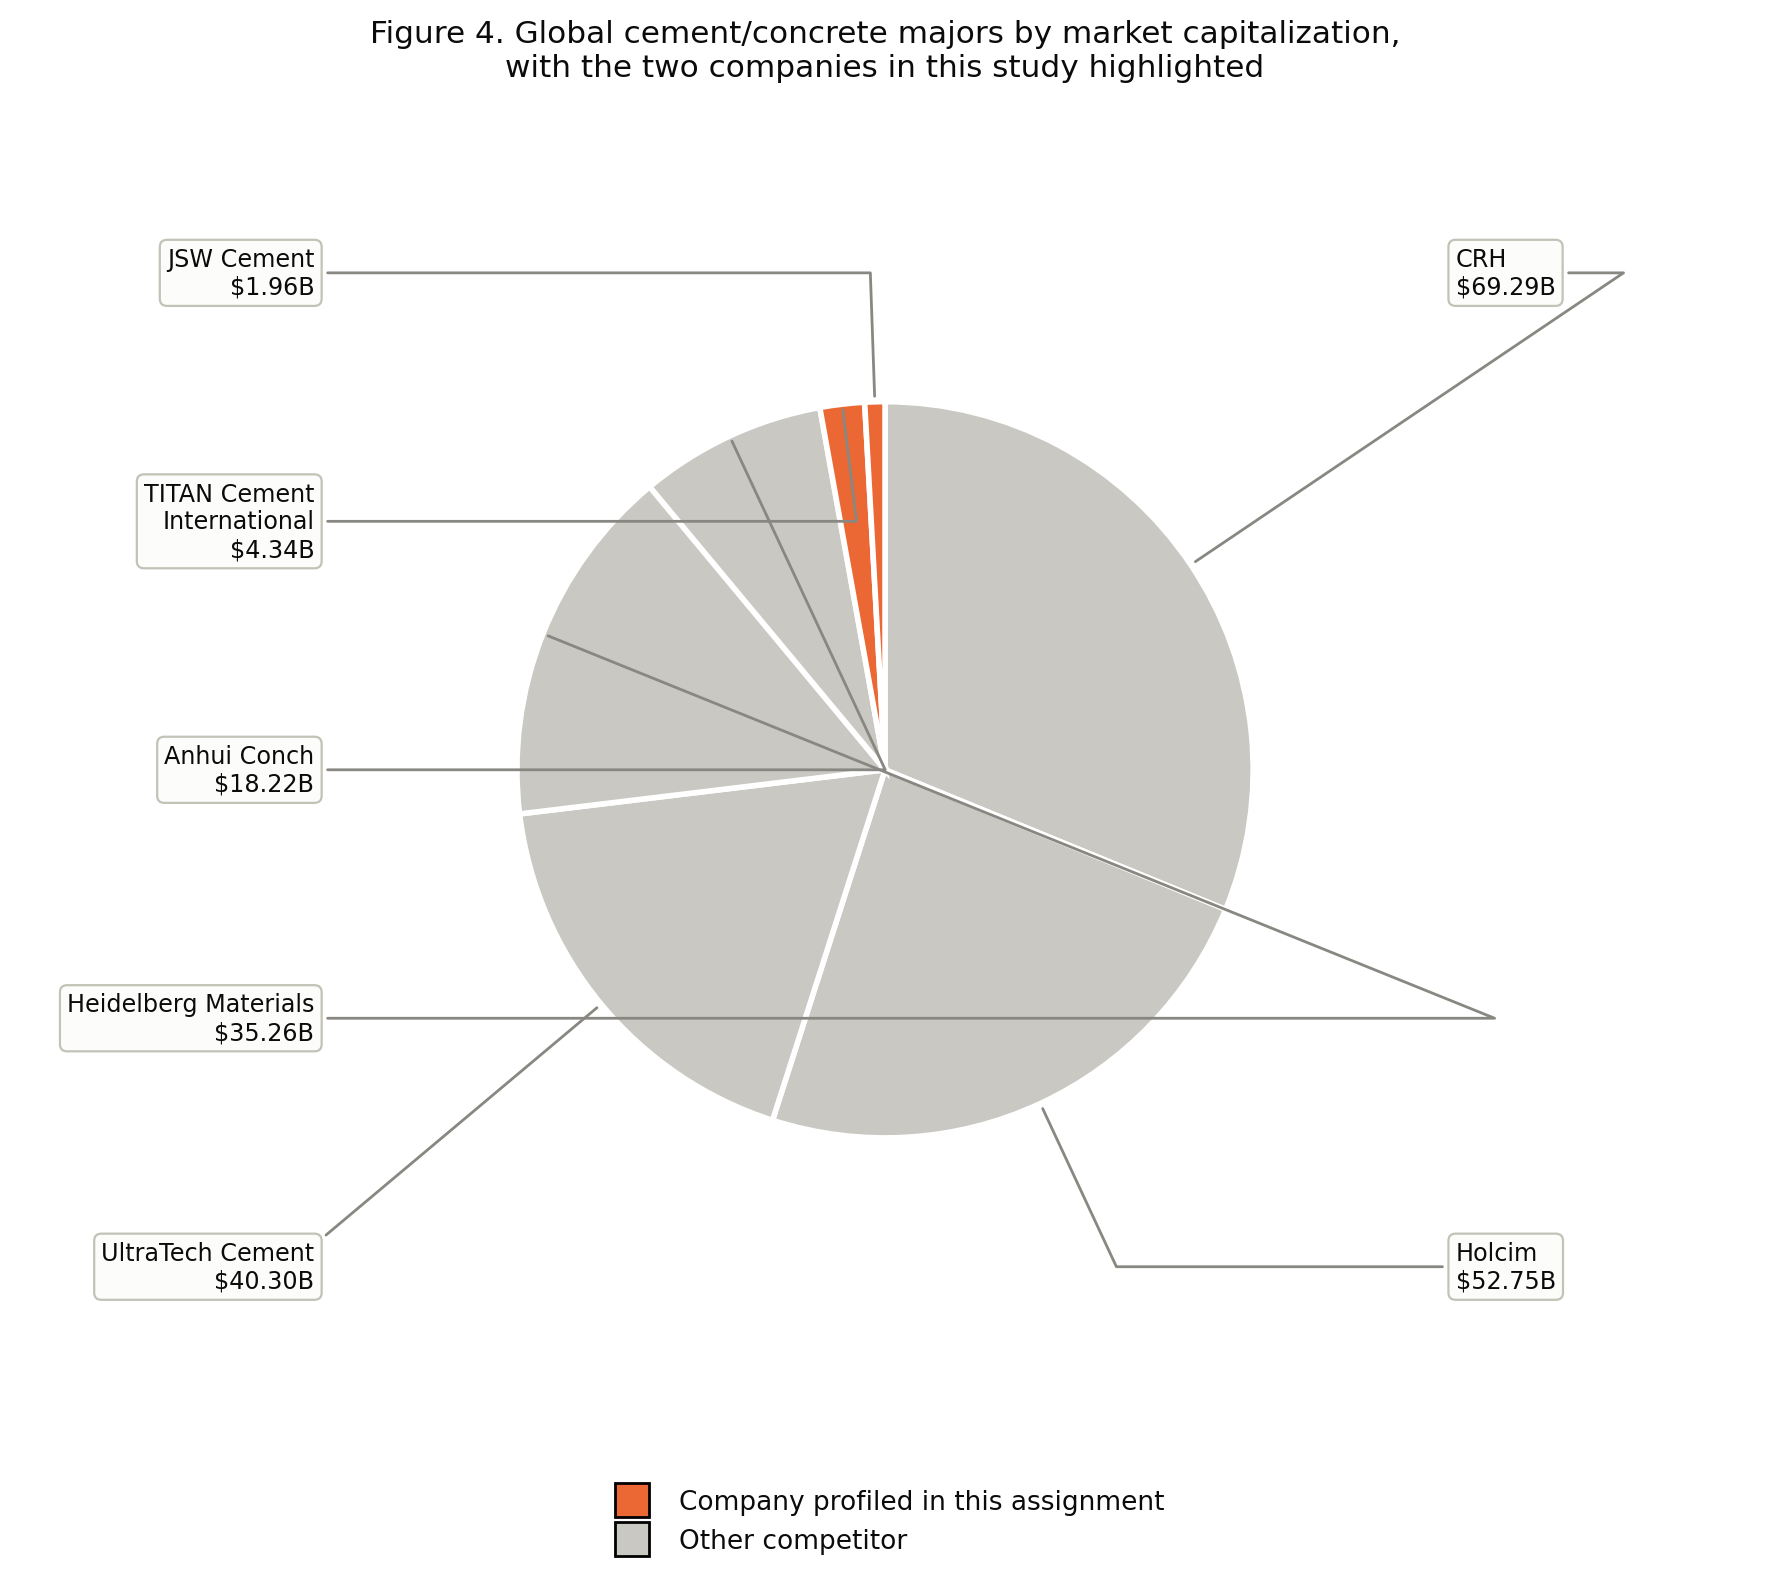 Figure 4. Global cement/concrete majors by market capitalization,
with the two companies in this study highlighted
JSW Cement
$1.96B
CRH
$69.29B
TITAN Cement
International
$4.34B
Anhui Conch
$18.22B
Heidelberg Materials
$35.26B
UltraTech Cement
$40.30B
Holcim
$52.75B
Company profiled in this assignment
Other competitor